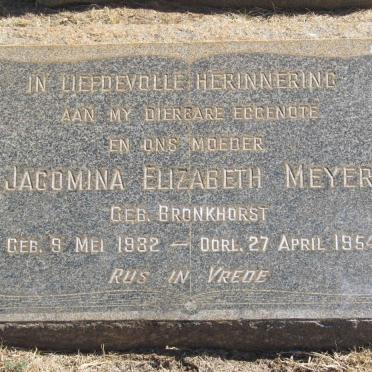 IN LIEFDEVOLLE HERINNERING
AAN MY DIERBARE EGGENOTE
EN ONS MOEDER
JACOMINA ELIZABETH MEYER
GEB. BRONKHORST
GEB. 9 MEI 1932 — OORL. 27 APRIL 1954
RUS IN VREDE